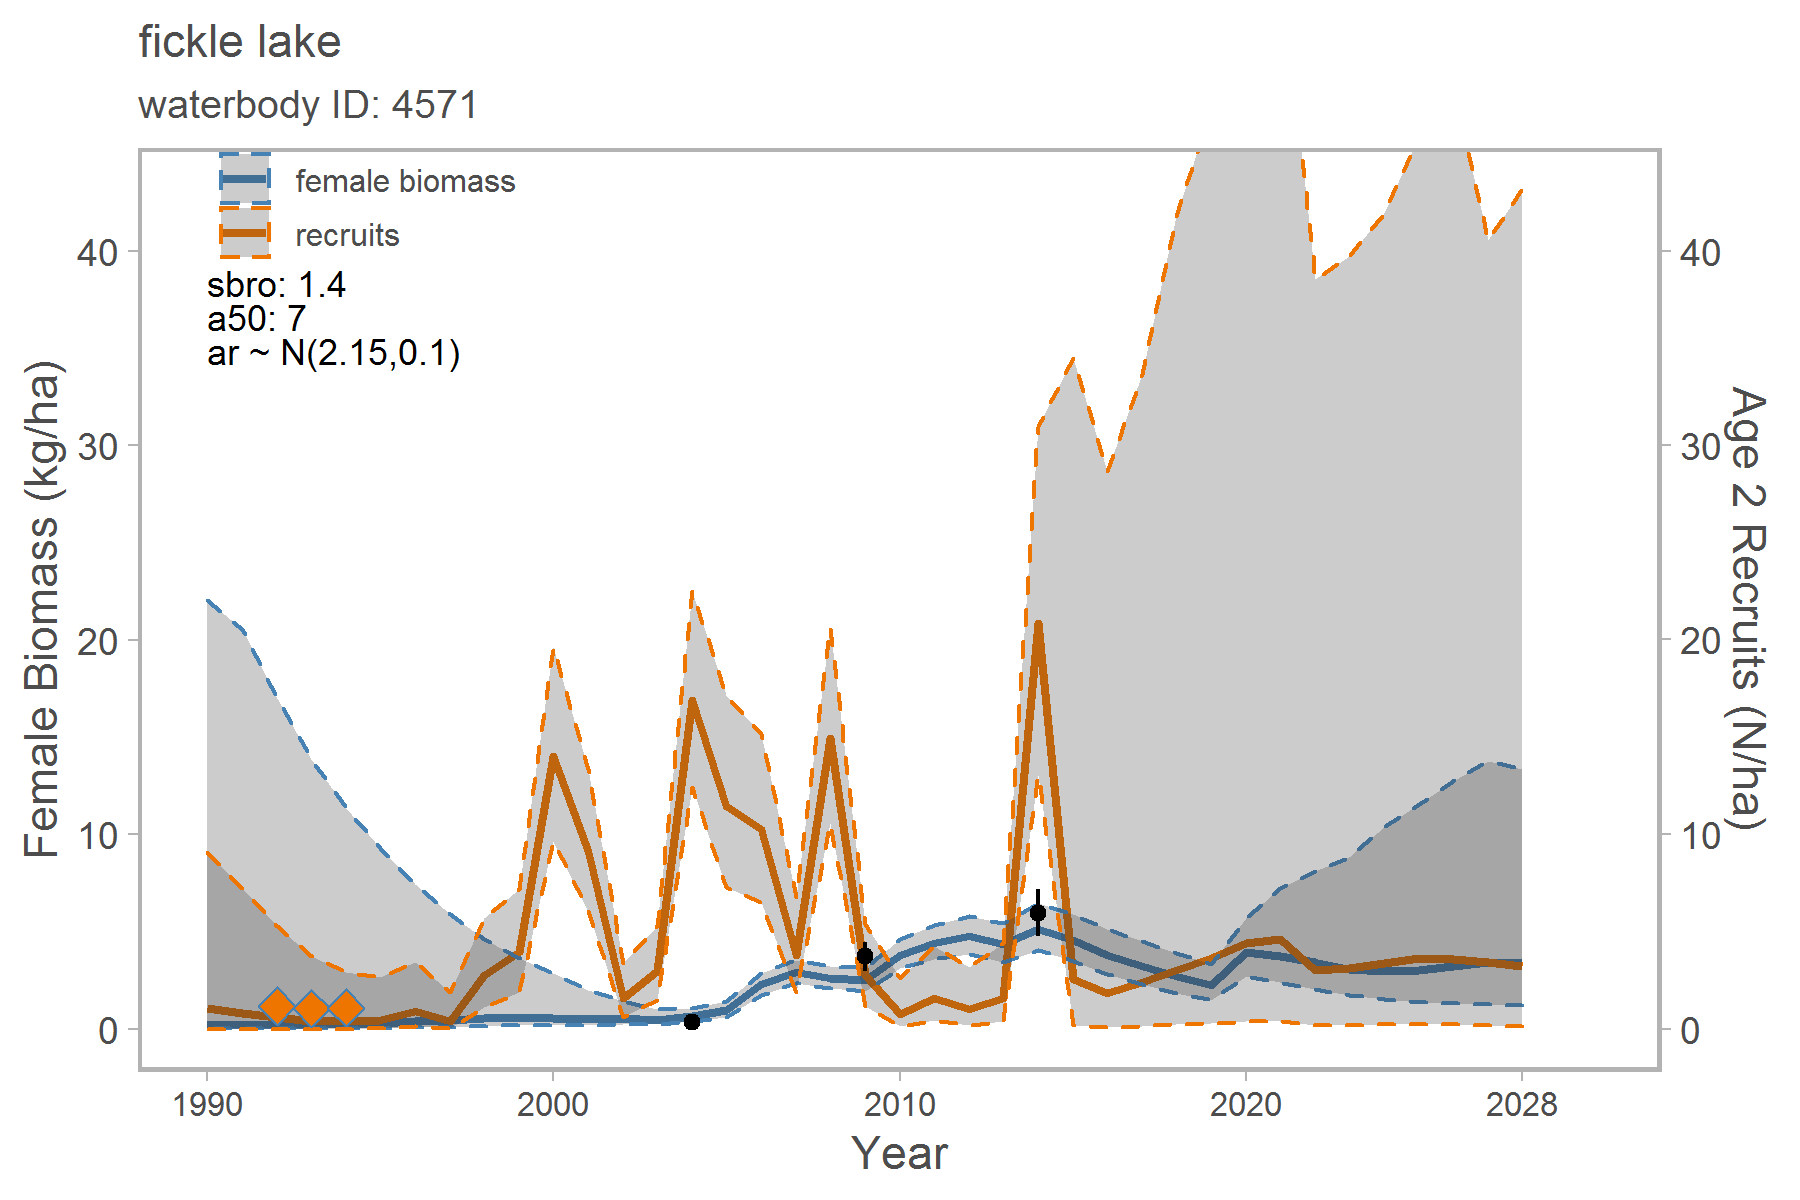 fickle lake
waterbody ID: 4571
female biomass
recruits
sbro: 1.4
a50: 7
ar ~ N(2.15,0.1)
Female Biomass (kg/ha)
40
30
20
10
0
40
30
20
10
0
Age 2 Recruits (N/ha)
1990
2000
2010
2020
2028
Year